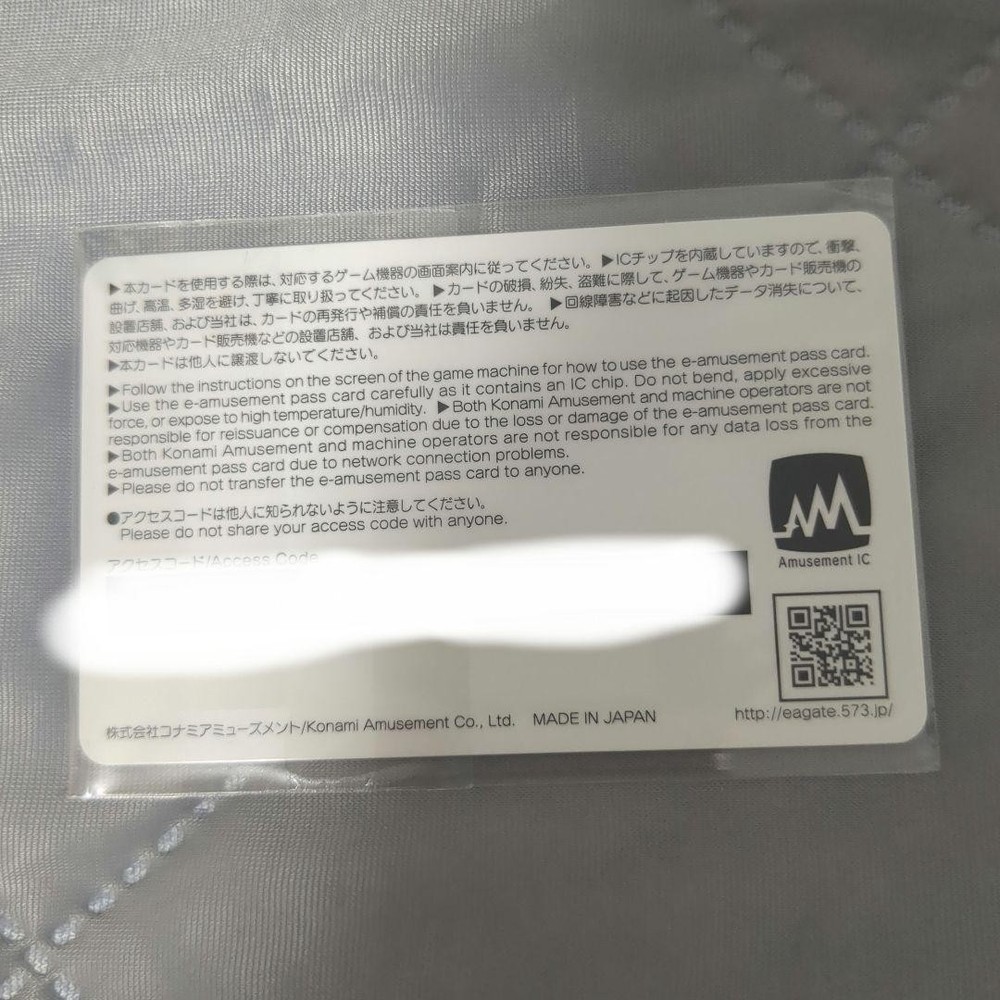 ▶本カードを使用する際は、対応するゲーム機器の画面案内に従ってください。▶ICチップを内蔵していますので、衝撃、
曲げ、高温、多湿を避け、丁寧に取り扱ってください。▶カードの破損、紛失、盗難に際して、ゲーム機器やカード販売機の
設置店舗、および当社は、カードの再発行や補償の責任を負いません。▶回線障害などに起因したデータ消失について、
対応機器やカード販売機などの設置店舗、および当社は責任を負いません。
▶本カードは他人に譲渡しないでください。
▶Follow the instructions on the screen of the game machine for how to use the e-amusement pass card.
▶Use the e-amusement pass card carefully as it contains an IC chip. Do not bend, apply excessive
force, or expose to high temperature/humidity. ▶Both Konami Amusement and machine operators are not
responsible for reissuance or compensation due to the loss or damage of the e-amusement pass card.
▶Both Konami Amusement and machine operators are not responsible for any data loss from the
e-amusement pass card due to network connection problems.
▶Please do not transfer the e-amusement pass card to anyone.
●アクセスコードは他人に知られないように注意してください。
Please do not share your access code with anyone.
アクセスコード/Access Code
Amusement IC
http://eagate.573.jp/
株式会社コナミアミューズメント/Konami Amusement Co., Ltd. MADE IN JAPAN